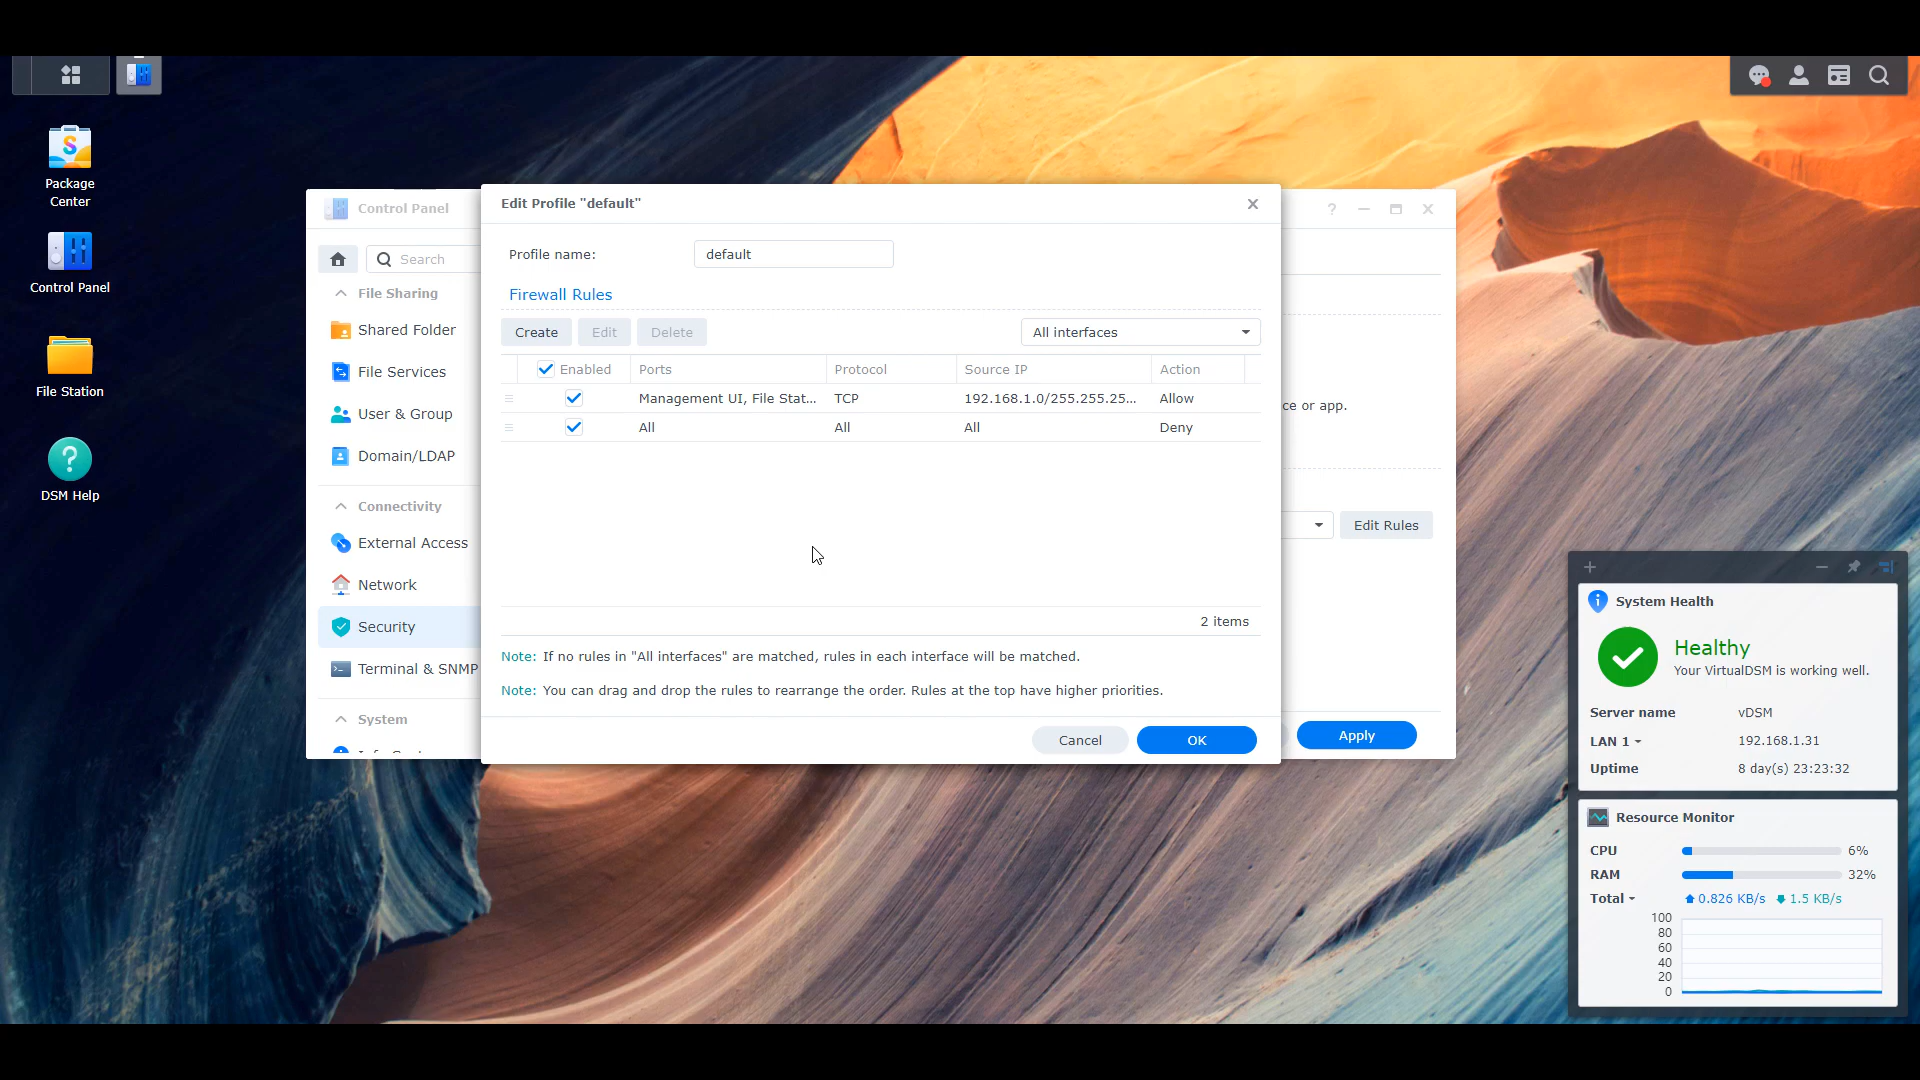 Package
Center
Control Panel
File Station
DSM Help
Control Panel
Search
File Sharing
Shared Folder
File Services
User & Group
Domain/LDAP
Connectivity
External Access
Network
Security
Terminal & SNMP
System
Edit Profile "default"
Profile name: default
Firewall Rules
Create Edit Delete All interfaces
Enabled Ports Protocol Source IP Action
Management UI, File Stat... TCP 192.168.1.0/255.255.25... Allow
All All All Deny
2 items
Note: If no rules in "All interfaces" are matched, rules in each interface will be matched.
Note: You can drag and drop the rules to rearrange the order. Rules at the top have higher priorities.
Cancel OK
?
ce or app.
Edit Rules
Apply
System Health
Healthy
Your VirtualDSM is working well.
Server name vDSM
LAN 1 192.168.1.31
Uptime 8 day(s) 23:23:32
Resource Monitor
CPU 6%
RAM 32%
Total 0.826 KB/s 1.5 KB/s
100
80
60
40
20
0